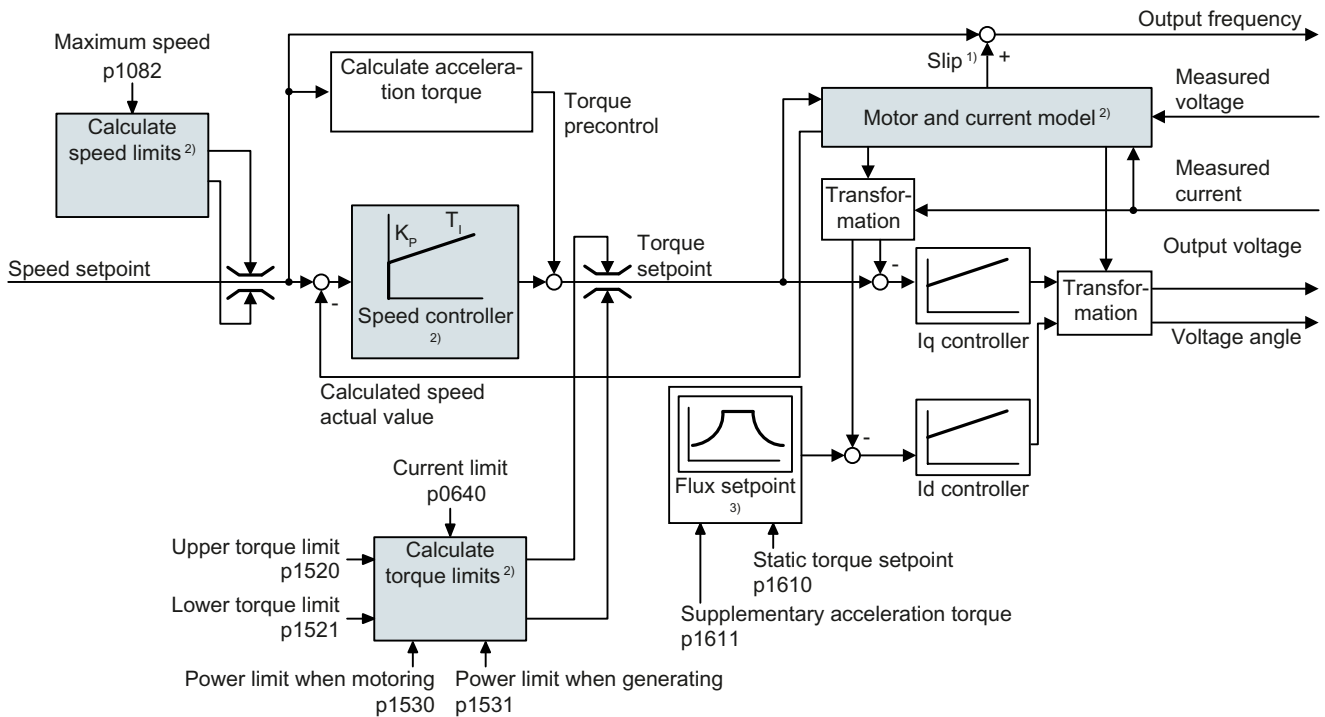 Output frequency
Maximum speed
p1082
Slip 1) +
Calculate accelera-
tion torque
Measured
voltage
Torque
precontrol
Calculate
speed limits 2)
Motor and current model 2)
Measured
current
Transfor-
mation
KP TI
Torque
setpoint
Output voltage
Speed setpoint
-
-
Transfor-
mation
Speed controller
2)
Iq controller
Voltage angle
Calculated speed
actual value
-
Current limit
p0640
Flux setpoint
3)
Id controller
Upper torque limit
p1520
Calculate
torque limits 2)
Static torque setpoint
p1610
Lower torque limit
p1521
Supplementary acceleration torque
p1611
Power limit when motoring
p1530
Power limit when generating
p1531